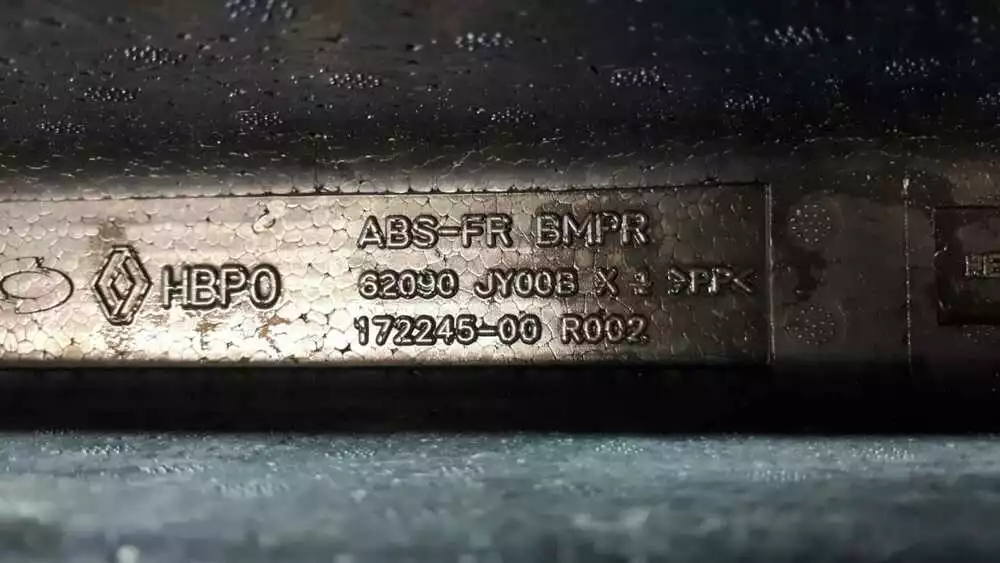 ABS-FR BMPR
HBPO
62090 JY00B X >PP<
172245-00 R002